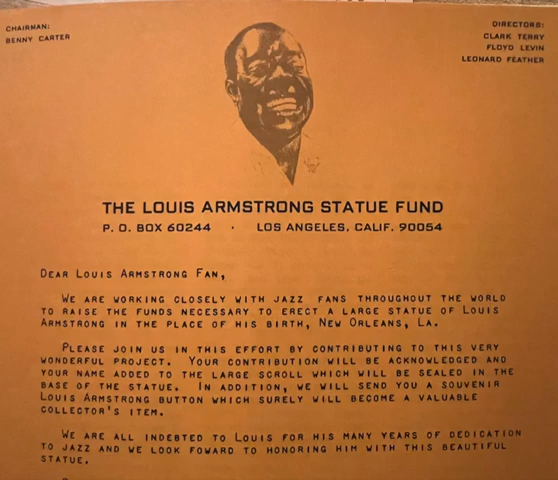 CHAIRMAN:
BENNY CARTER
DIRECTORS:
CLARK TERRY
FLOYD LEVIN
LEONARD FEATHER
THE LOUIS ARMSTRONG STATUE FUND
P. O. BOX 60244 · LOS ANGELES, CALIF. 90054
DEAR LOUIS ARMSTRONG FAN,
WE ARE WORKING CLOSELY WITH JAZZ FANS THROUGHOUT THE WORLD
TO RAISE THE FUNDS NECESSARY TO ERECT A LARGE STATUE OF LOUIS
ARMSTRONG IN THE PLACE OF HIS BIRTH, NEW ORLEANS, LA.
PLEASE JOIN US IN THIS EFFORT BY CONTRIBUTING TO THIS VERY
WONDERFUL PROJECT. YOUR CONTRIBUTION WILL BE ACKNOWLEDGED AND
YOUR NAME ADDED TO THE LARGE SCROLL WHICH WILL BE SEALED IN THE
BASE OF THE STATUE. IN ADDITION, WE WILL SEND YOU A SOUVENIR
LOUIS ARMSTRONG BUTTON WHICH SURELY WILL BECOME A VALUABLE
COLLECTOR'S ITEM.
WE ARE ALL INDEBTED TO LOUIS FOR HIS MANY YEARS OF DEDICATION
TO JAZZ AND WE LOOK FOWARD TO HONORING HIM WITH THIS BEAUTIFUL
STATUE.